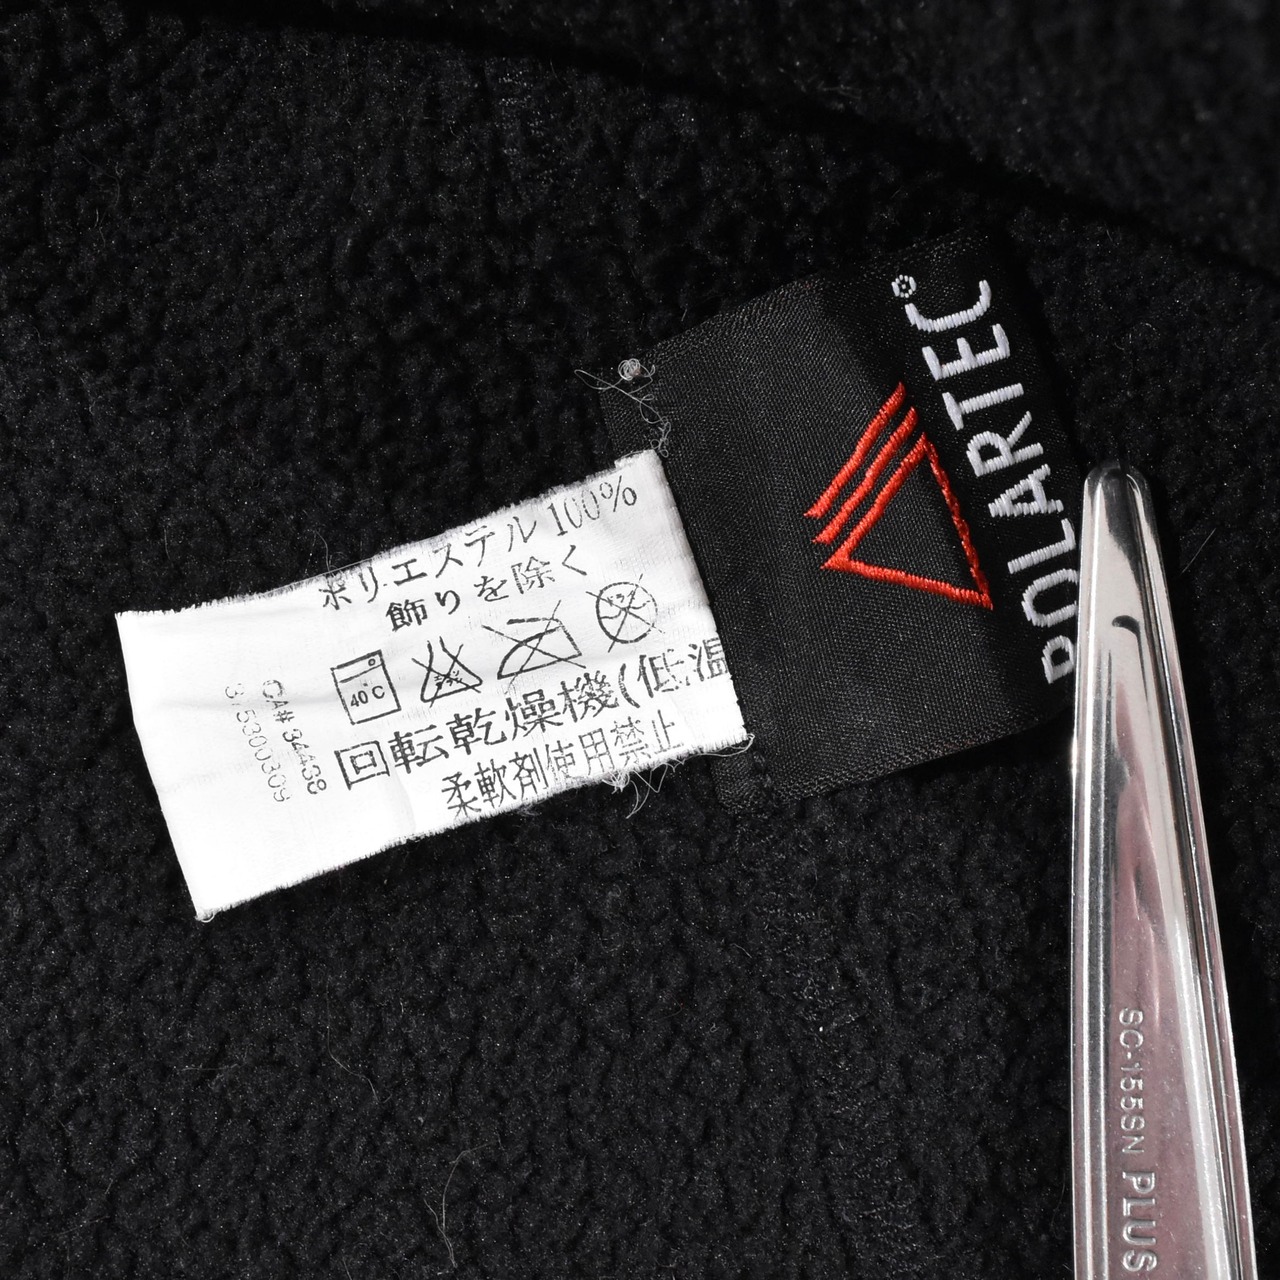 ポリエステル 100%
飾りを除く
40°C
回転乾燥機(低温
柔軟剤使用禁止
CA# 34438
375300309
POLARTEC®
SC-155SN PLUS